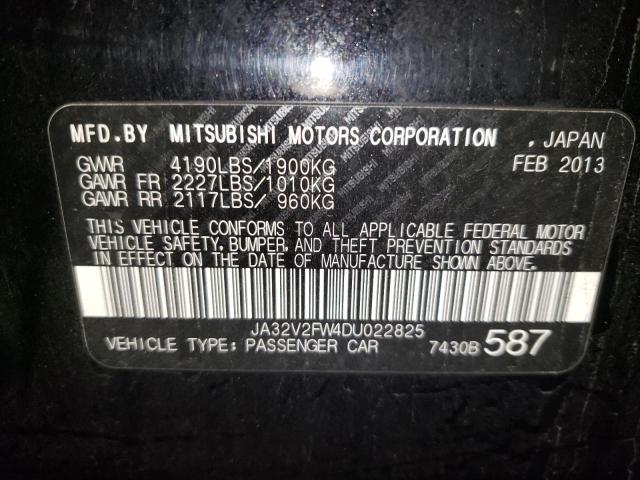 MFD.BY MITSUBISHI MOTORS CORPORATION , JAPAN
GWWR 4190LBS/1900KG FEB 2013
GAWR FR 2227LBS/1010KG
GAWR RR 2117LBS/ 960KG
THIS VEHICLE CONFORMS TO ALL APPLICABLE FEDERAL MOTOR
VEHICLE SAFETY, BUMPER, AND THEFT PREVENTION STANDARDS
IN EFFECT ON THE DATE OF MANUFACTURE SHOWN ABOVE.
JA32V2FW4DU022825
VEHICLE TYPE: PASSENGER CAR 7430B 587